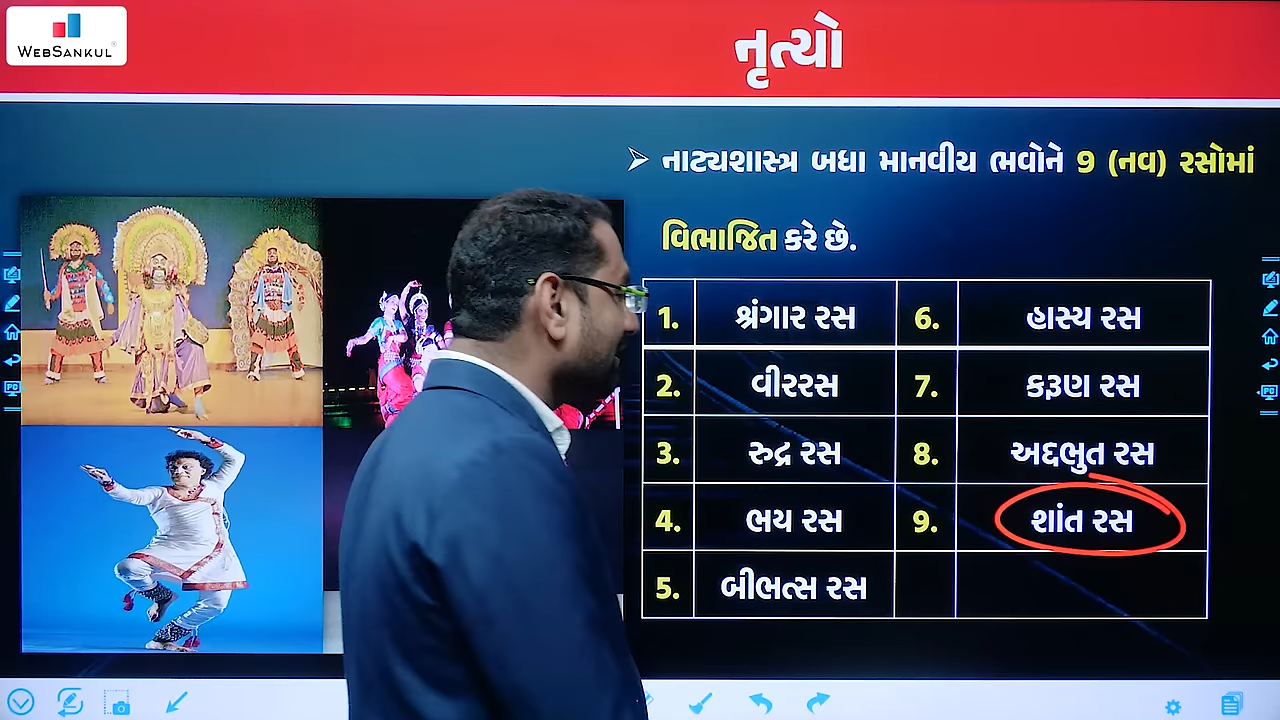 WEBSANKUL
નૃત્યો
નાટ્યશાસ્ત્ર બધા માનવીય ભવોને 9 (નવ) રસોમાં
વિભાજિત કરે છે.
1. શ્રંગાર રસ 6. હાસ્ય રસ
2. વીરરસ 7. કરૂણ રસ
3. રુદ્ર રસ 8. અદ્દભુત રસ
4. ભય રસ 9. શાંત રસ
5. બીભત્સ રસ